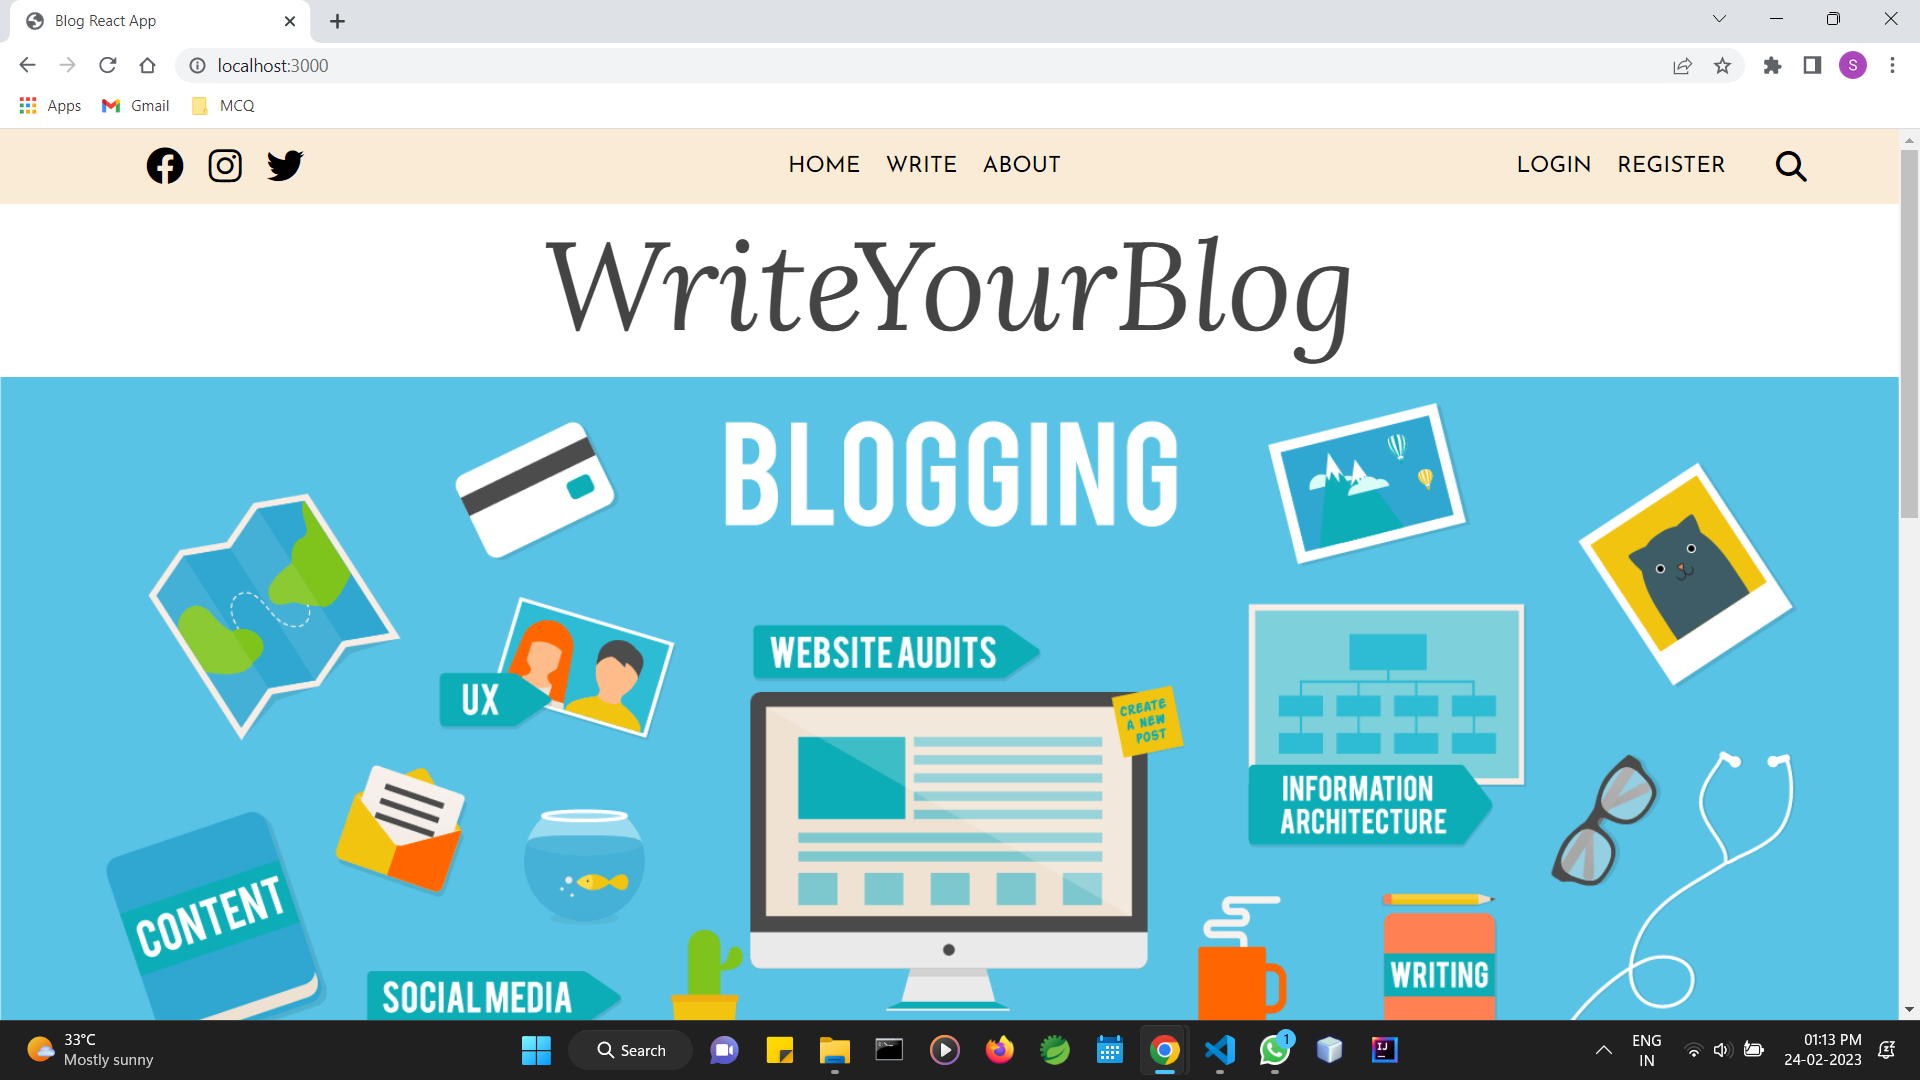 Blog React App
localhost:3000
Apps Gmail MCQ
S
HOME WRITE ABOUT LOGIN REGISTER
WriteYourBlog
BLOGGING
WEBSITE AUDITS
UX
CREATE
A NEW
POST
INFORMATION
ARCHITECTURE
CONTENT
SOCIAL MEDIA
WRITING
33°C
Mostly sunny
Search
1
IJ
ENG
IN
01:13 PM
24-02-2023